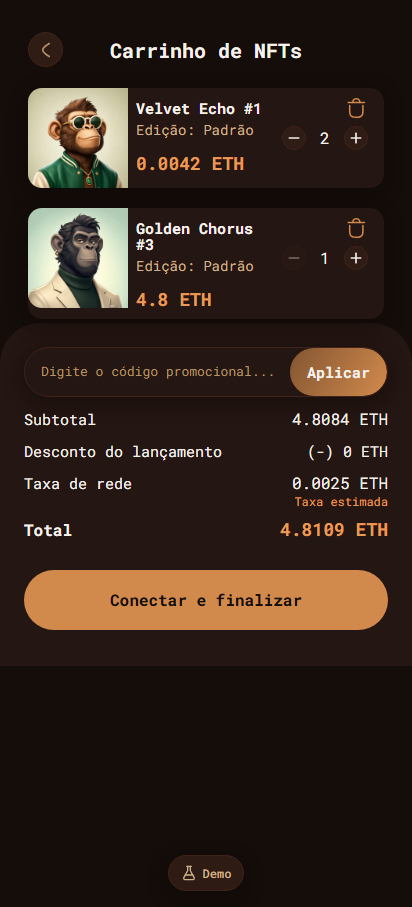 Carrinho de NFTs
Velvet Echo #1
Edição: Padrão
2
0.0042 ETH
Golden Chorus
#3
Edição: Padrão
1
4.8 ETH
Digite o código promocional...
Aplicar
Subtotal 4.8084 ETH
Desconto do lançamento (-) 0 ETH
Taxa de rede 0.0025 ETH
Taxa estimada
Total 4.8109 ETH
Conectar e finalizar
Demo